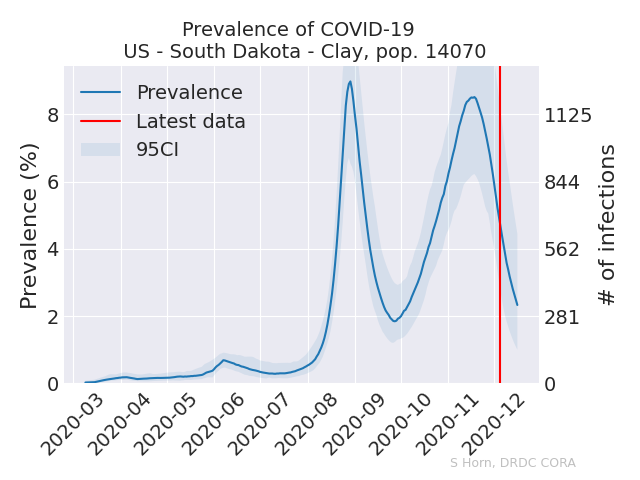 Prevalence of COVID-19
US - South Dakota - Clay, pop. 14070
Prevalence
Latest data
95CI
Prevalence (%)
8
6
4
2
0
1125
844
562
281
0
# of infections
2020-03
2020-04
2020-05
2020-06
2020-07
2020-08
2020-09
2020-10
2020-11
2020-12
S Horn, DRDC CORA